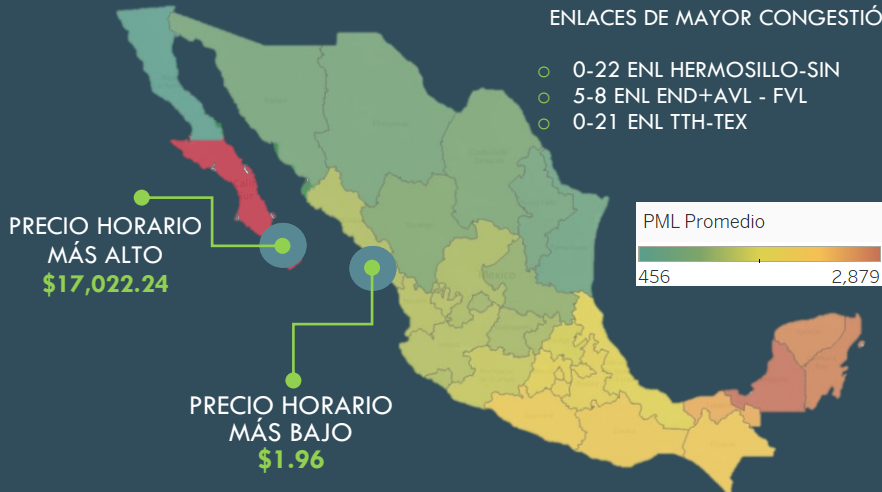 ENLACES DE MAYOR CONGESTIÓ
0-22 ENL HERMOSILLO-SIN
5-8 ENL END+AVL - FVL
0-21 ENL TTH-TEX
PML Promedio
456 2,879
PRECIO HORARIO
MÁS ALTO
$17,022.24
México
PRECIO HORARIO
MÁS BAJO
$1.96